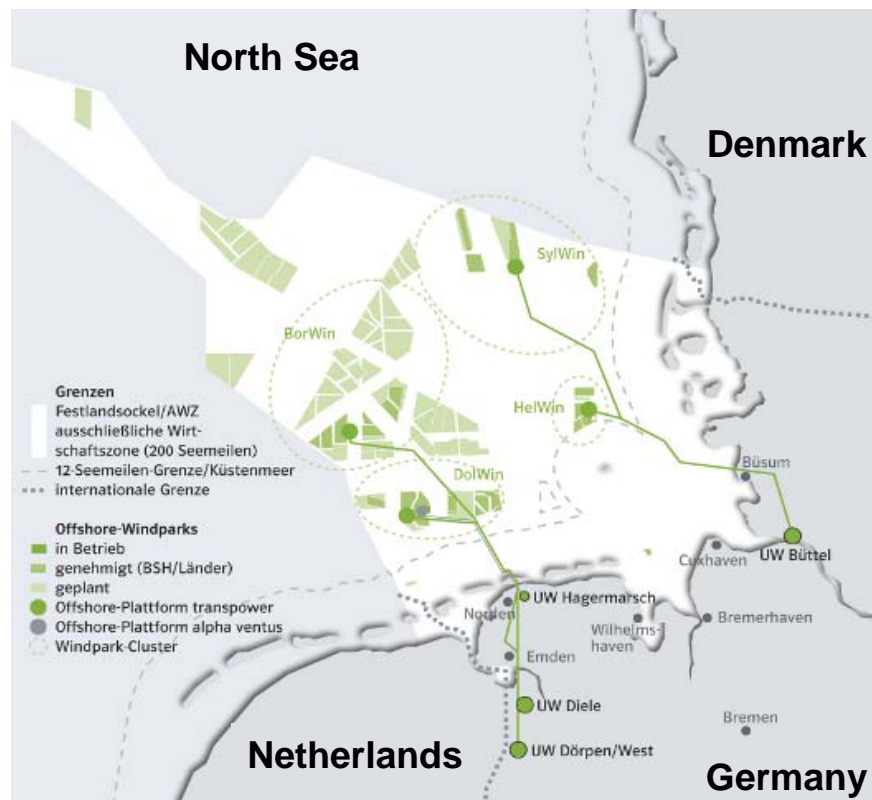 North Sea
Denmark
SylWin
BorWin
HelWin
DolWin
Büsum
Cuxhaven
UW Büttel
UW Hagermarsch
Norden
Wilhelms-
haven
Bremerhaven
Emden
UW Diele
Bremen
UW Dörpen/West
Netherlands
Germany
Grenzen
Festlandsockel/AWZ
ausschließliche Wirt-
schaftszone (200 Seemeilen)
12-Seemeilen-Grenze/Küstenmeer
internationale Grenze
Offshore-Windparks
in Betrieb
genehmigt (BSH/Länder)
geplant
Offshore-Plattform transpower
Offshore-Plattform alpha ventus
Windpark-Cluster